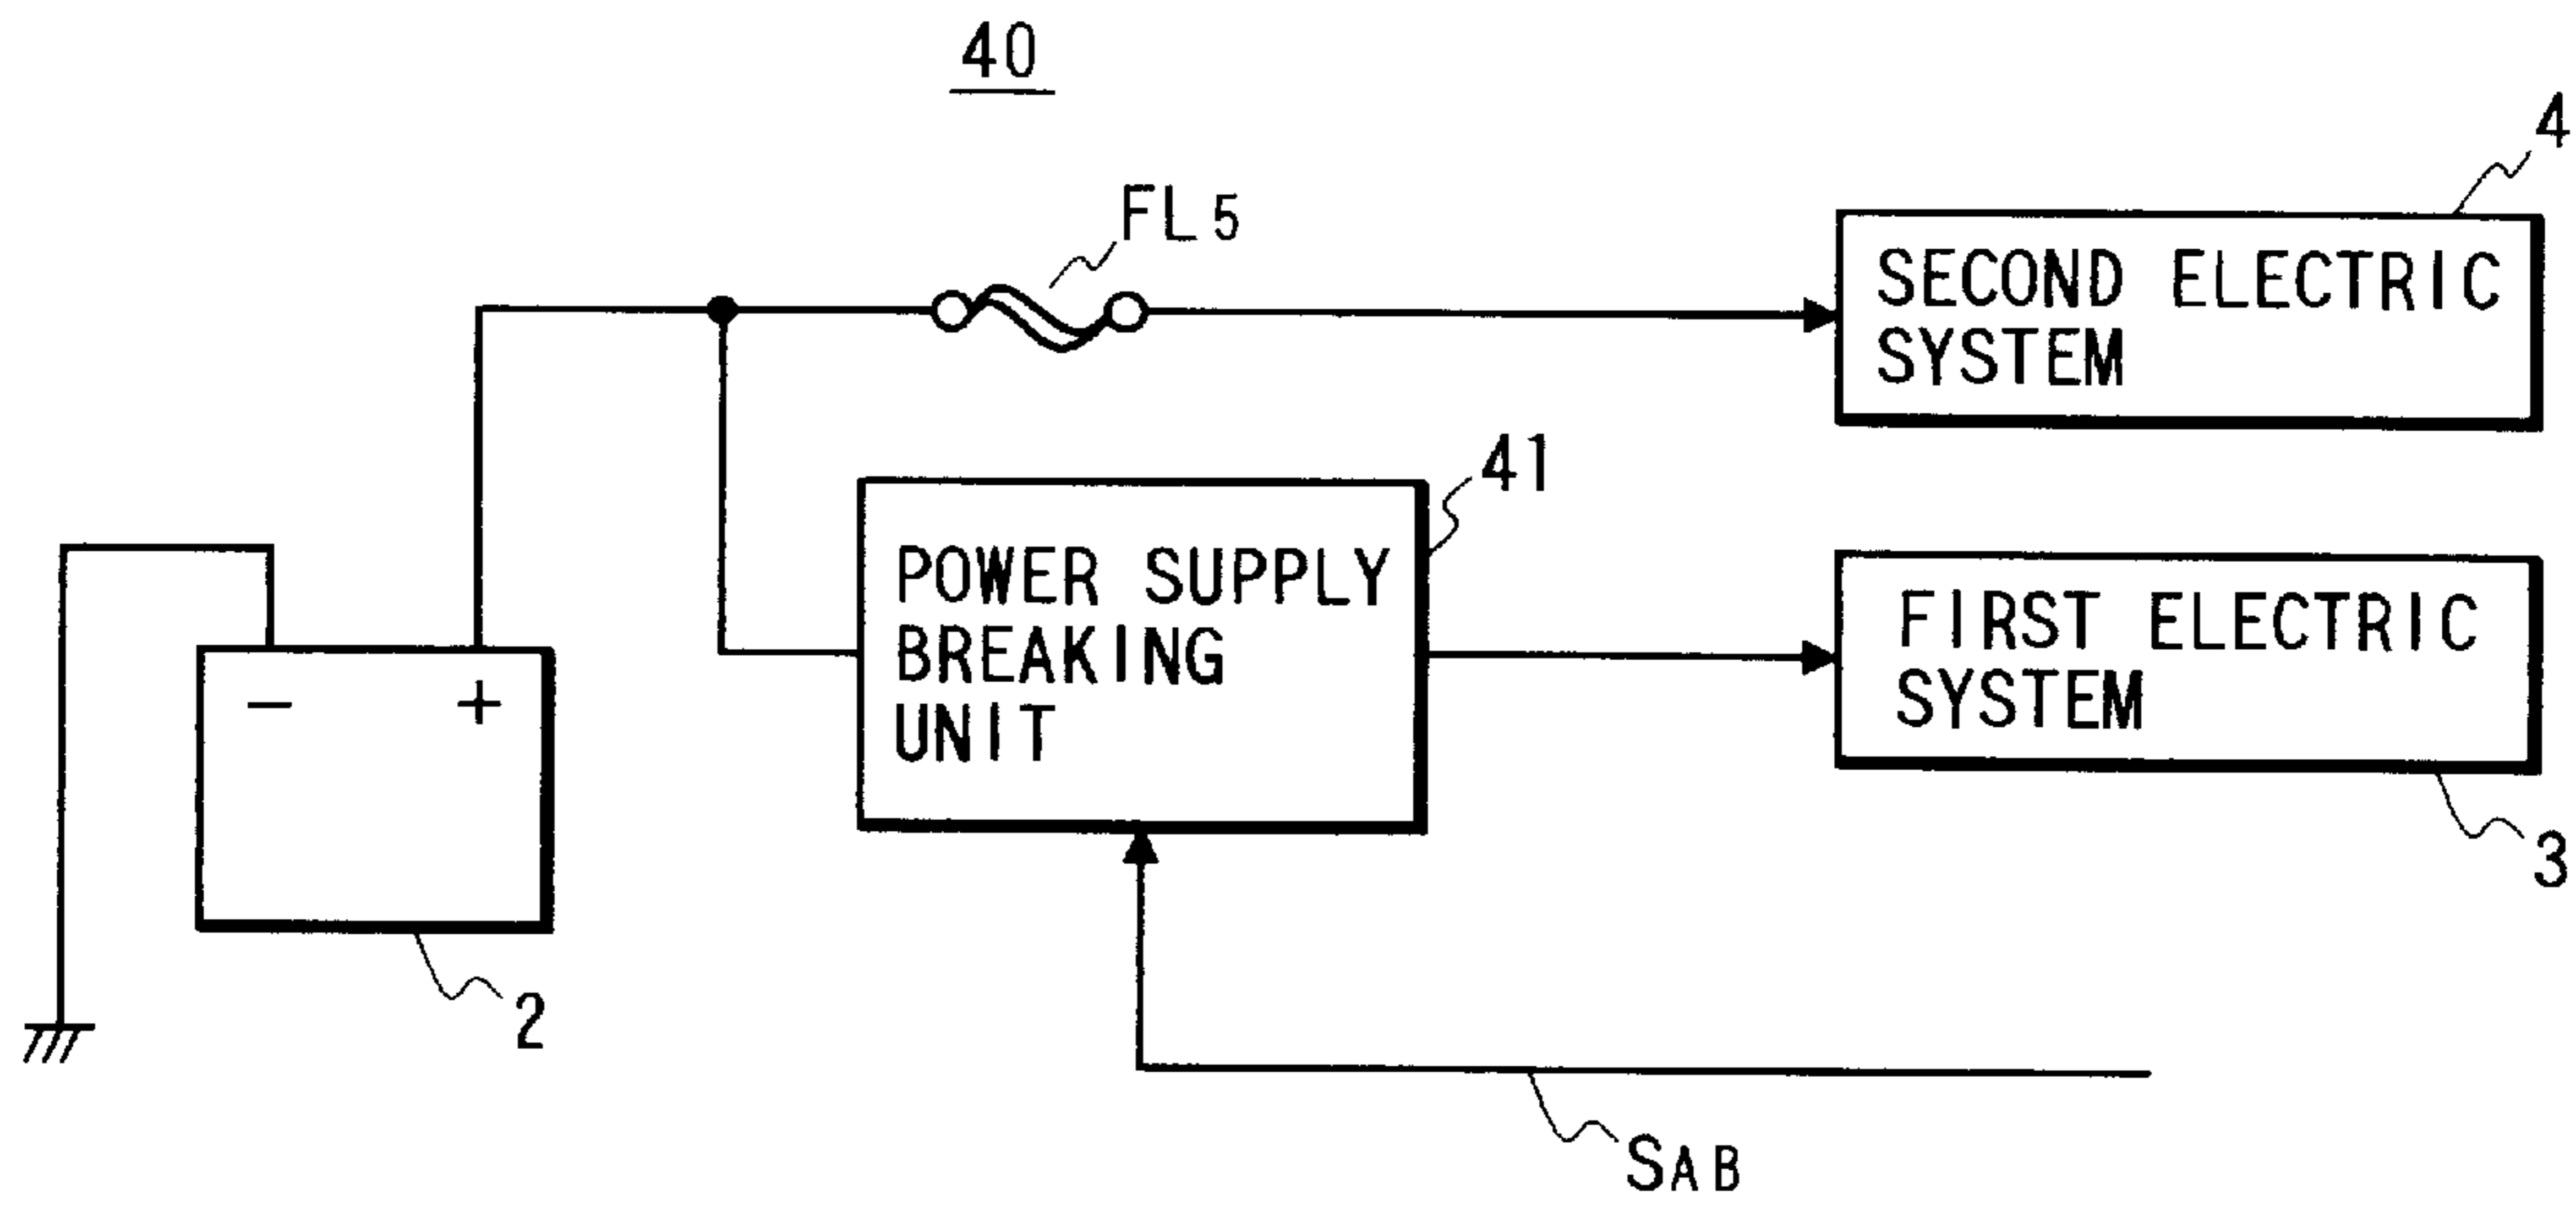 40
4
FL5
SECOND ELECTRIC
SYSTEM
41
POWER SUPPLY
BREAKING
UNIT
FIRST ELECTRIC
SYSTEM
3
− +
2
SAB